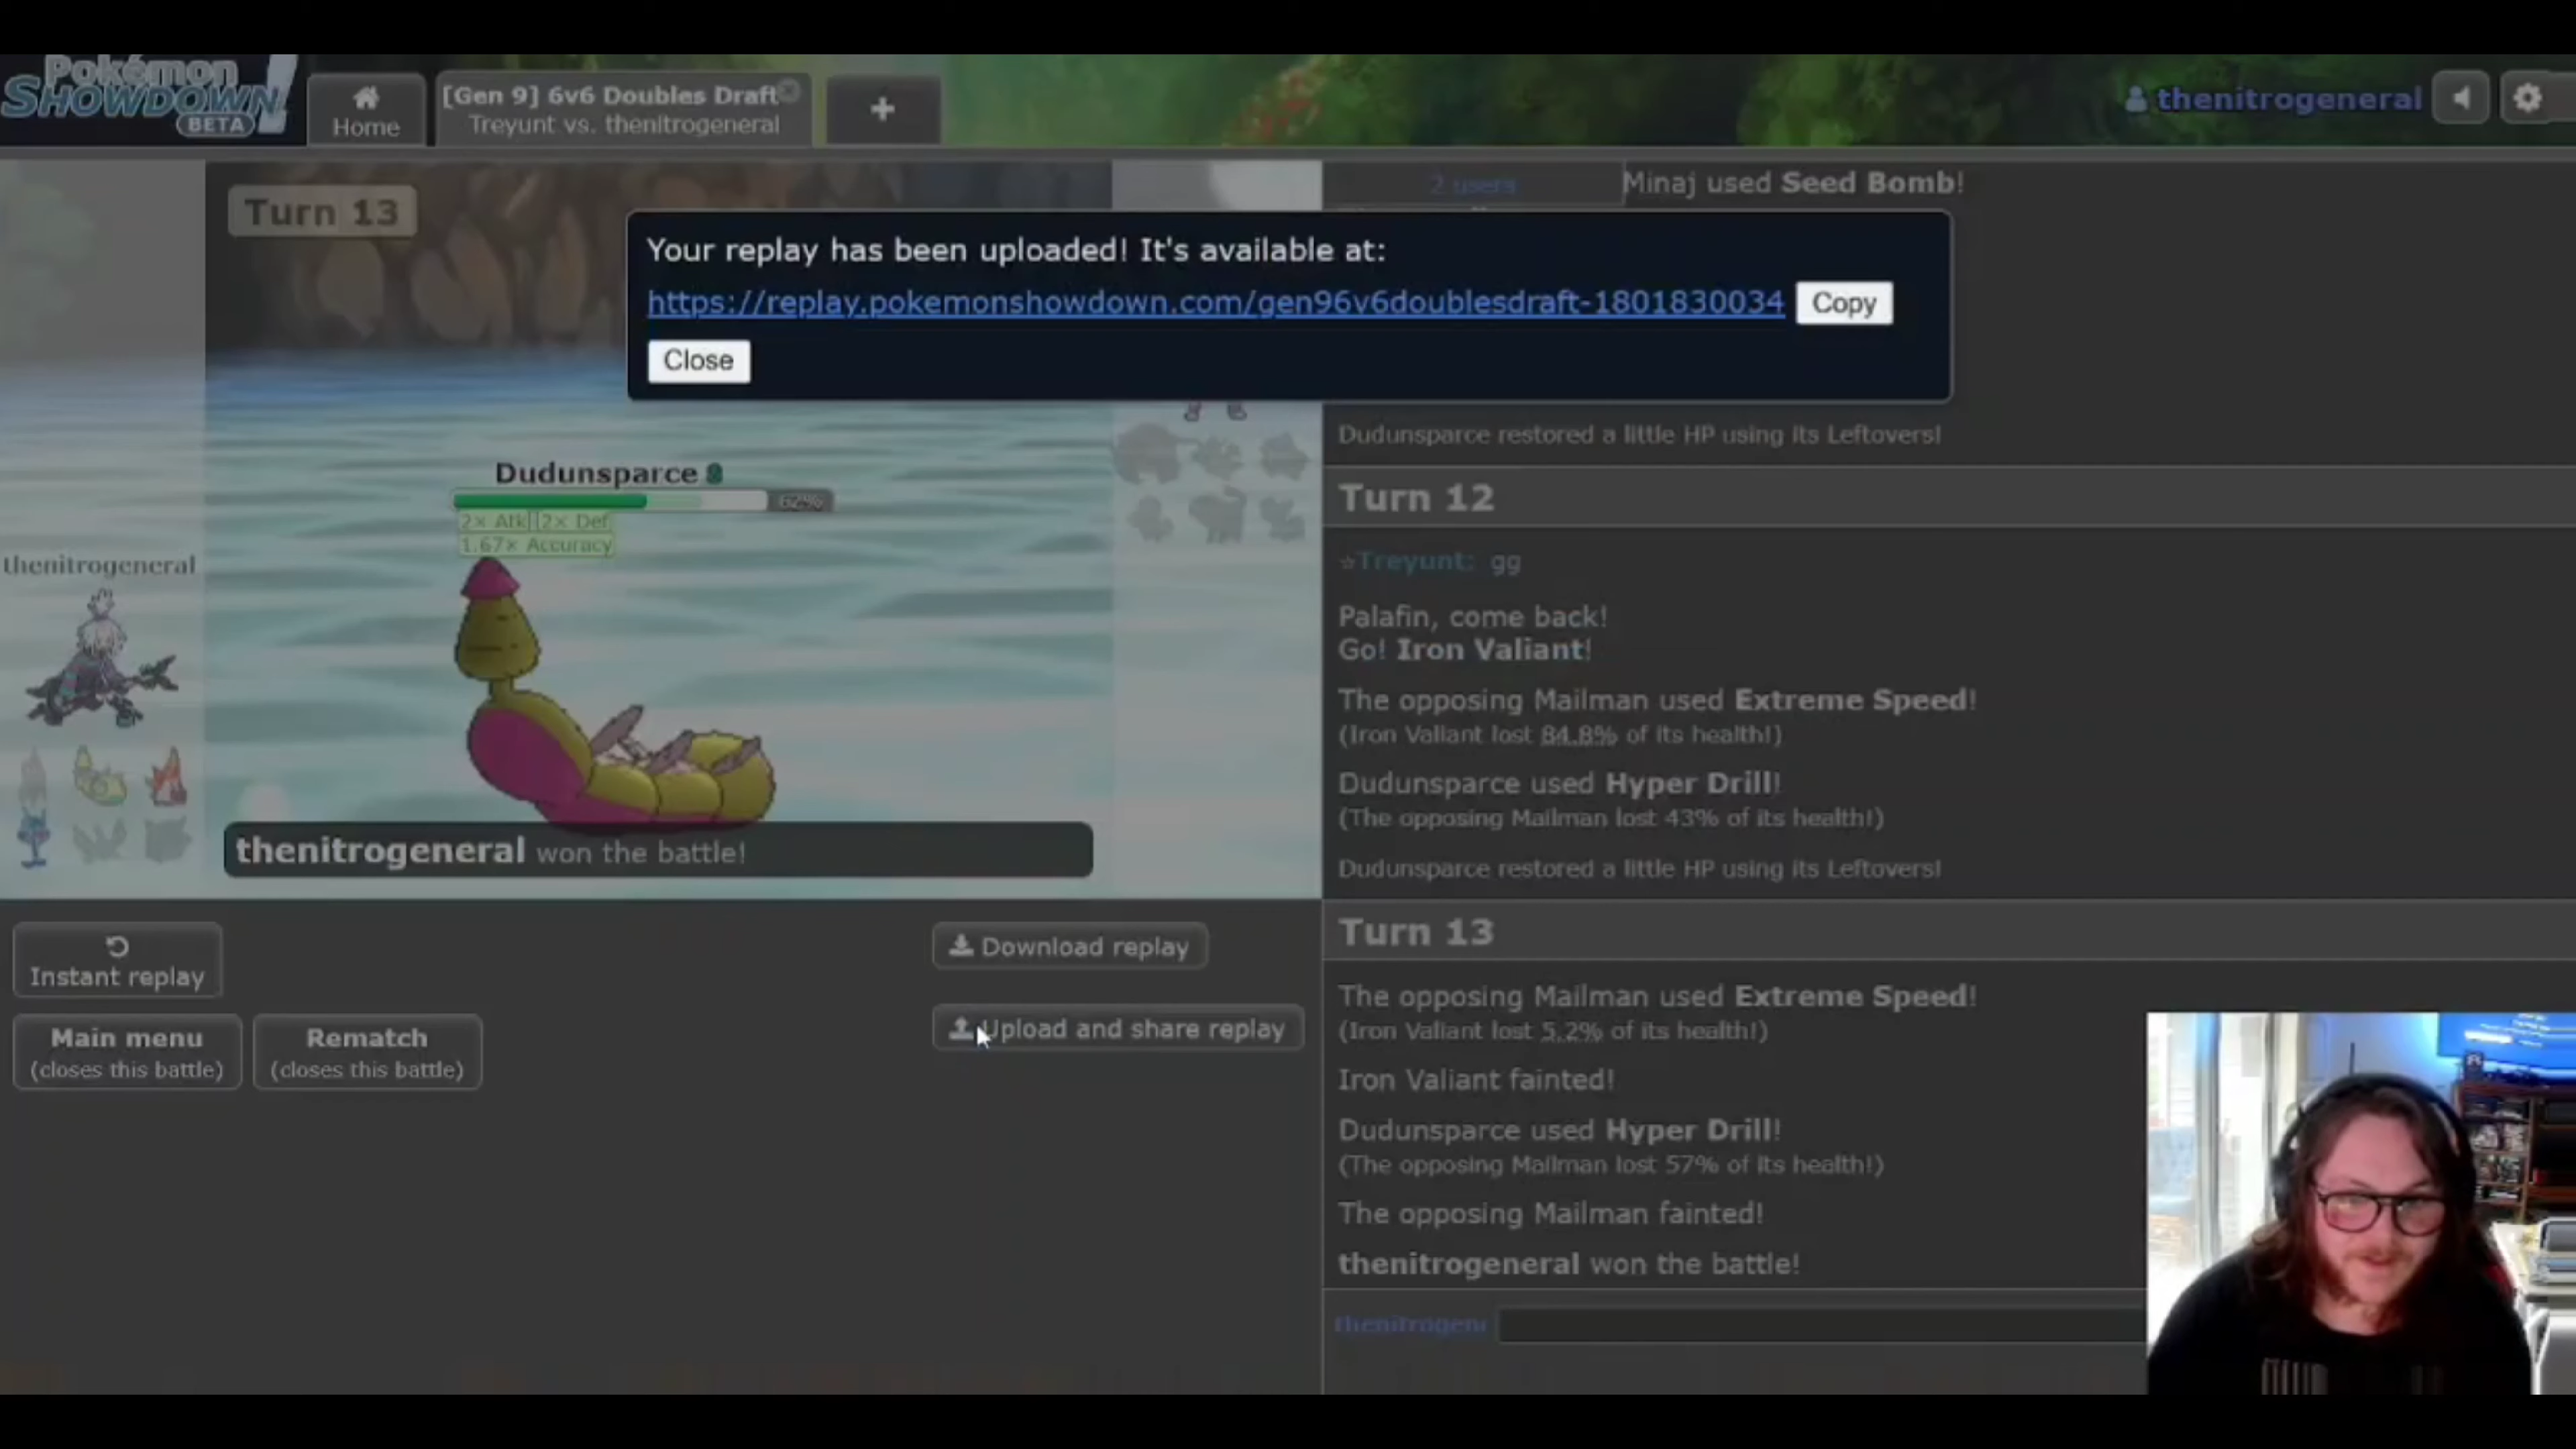 Pokémon
SHOWDOWN!
BETA
Home
[Gen 9] 6v6 Doubles Draft
Treyunt vs. thenitrogeneral
+
thenitrogeneral
Turn 13
2 users
Minaj used Seed Bomb!
Your replay has been uploaded! It's available at:
https://replay.pokemonshowdown.com/gen96v6doublesdraft-1801830034
Copy
Close
Dudunsparce restored a little HP using its Leftovers!
Dudunsparce
62%
2× Atk 2× Def
1.67× Accuracy
thenitrogeneral
thenitrogeneral won the battle!
Turn 12
☆Treyunt: gg
Palafin, come back!
Go! Iron Valiant!
The opposing Mailman used Extreme Speed!
(Iron Valiant lost 84.8% of its health!)
Dudunsparce used Hyper Drill!
(The opposing Mailman lost 43% of its health!)
Dudunsparce restored a little HP using its Leftovers!
Turn 13
The opposing Mailman used Extreme Speed!
(Iron Valiant lost 5.2% of its health!)
Iron Valiant fainted!
Dudunsparce used Hyper Drill!
(The opposing Mailman lost 57% of its health!)
The opposing Mailman fainted!
thenitrogeneral won the battle!
thenitrogen
Instant replay
Download replay
Upload and share replay
Main menu
(closes this battle)
Rematch
(closes this battle)